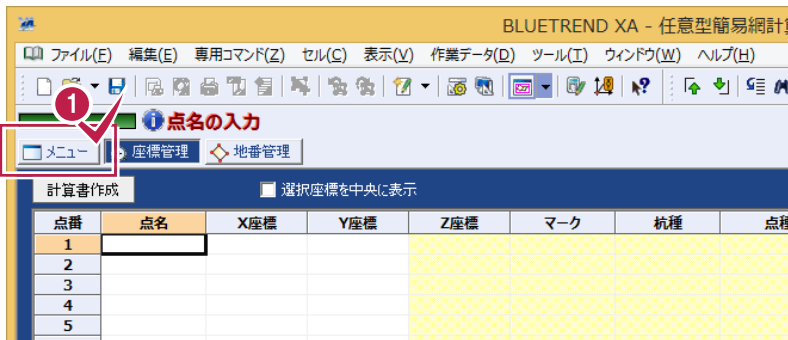 BLUETREND XA - 任意型簡易網計
ファイル(F) 編集(E) 専用コマンド(Z) セル(C) 表示(V) 作業データ(D) ツール(T) ウィンドウ(W) ヘルプ(H)
1
点名の入力
メニュー 座標管理 地番管理
計算書作成 選択座標を中央に表示
点番 点名 X座標 Y座標 Z座標 マーク 杭種 点種
1
2
3
4
5